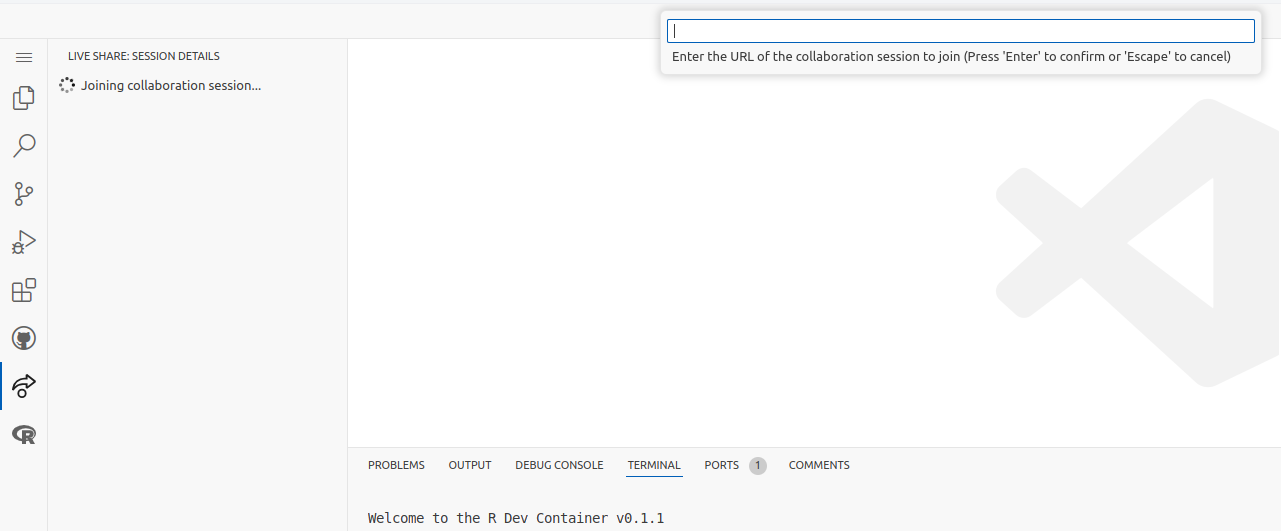 Enter the URL of the collaboration session to join (Press 'Enter' to confirm or 'Escape' to cancel)
LIVE SHARE: SESSION DETAILS
Joining collaboration session...
PROBLEMS OUTPUT DEBUG CONSOLE TERMINAL PORTS 1 COMMENTS
Welcome to the R Dev Container v0.1.1